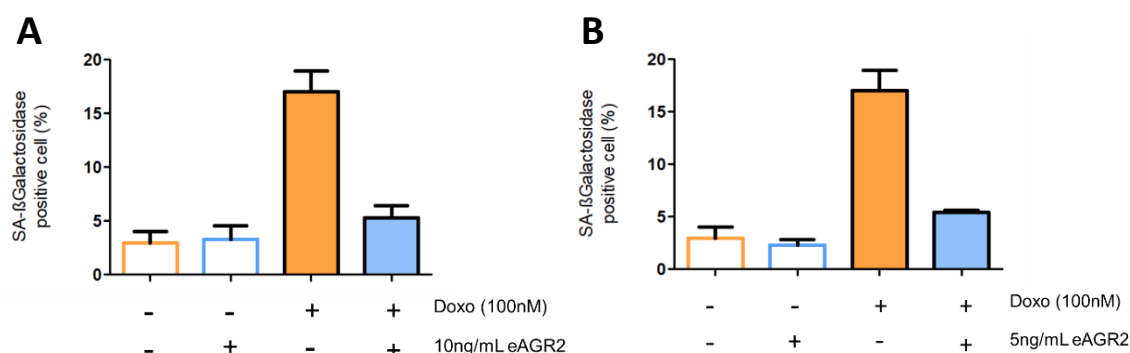 A
SA-ßGalactosidase
positive cell (%)
20
15
10
5
0
- - + + Doxo (100nM)
- + - + 10ng/mL eAGR2
B
SA-ßGalactosidase
positive cell (%)
20
15
10
5
0
- - + + Doxo (100nM)
- + - + 5ng/mL eAGR2